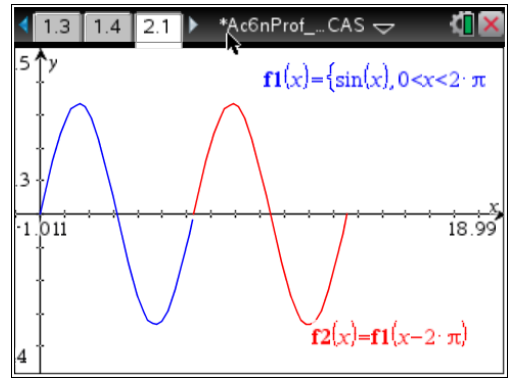 1.3 1.4 2.1 *Ac6nProf_...CAS
.5 y
f1(x)={sin(x),0<x<2·π
.3
x
-1.011 18.99
f2(x)=f1(x-2·π)
4